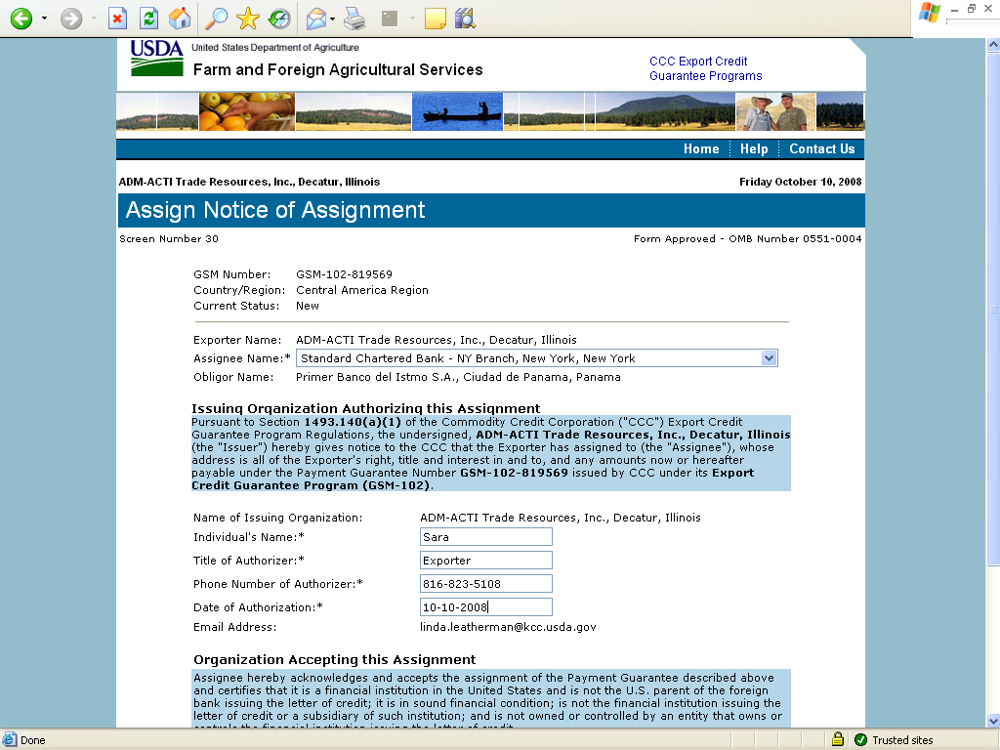 USDA
United States Department of Agriculture
Farm and Foreign Agricultural Services
CCC Export Credit
Guarantee Programs
Home Help Contact Us
ADM-ACTI Trade Resources, Inc., Decatur, Illinois
Friday October 10, 2008
Assign Notice of Assignment
Screen Number 30
Form Approved - OMB Number 0551-0004
GSM Number: GSM-102-819569
Country/Region: Central America Region
Current Status: New
Exporter Name: ADM-ACTI Trade Resources, Inc., Decatur, Illinois
Assignee Name:* Standard Chartered Bank - NY Branch, New York, New York
Obligor Name: Primer Banco del Istmo S.A., Ciudad de Panama, Panama
Issuing Organization Authorizing this Assignment
Pursuant to Section 1493.140(a)(1) of the Commodity Credit Corporation ("CCC") Export Credit
Guarantee Program Regulations, the undersigned, ADM-ACTI Trade Resources, Inc., Decatur, Illinois
(the "Issuer") hereby gives notice to the CCC that the Exporter has assigned to (the "Assignee"), whose
address is all of the Exporter's right, title and interest in and to, and any amounts now or hereafter
payable under the Payment Guarantee Number GSM-102-819569 issued by CCC under its Export
Credit Guarantee Program (GSM-102).
Name of Issuing Organization: ADM-ACTI Trade Resources, Inc., Decatur, Illinois
Individual's Name:* Sara
Title of Authorizer:* Exporter
Phone Number of Authorizer:* 816-823-5108
Date of Authorization:* 10-10-2008
Email Address: linda.leatherman@kcc.usda.gov
Organization Accepting this Assignment
Assignee hereby acknowledges and accepts the assignment of the Payment Guarantee described above
and certifies that it is a financial institution in the United States and is not the U.S. parent of the foreign
bank issuing the letter of credit; it is in sound financial condition; is not the financial institution issuing the
letter of credit or a subsidiary of such institution; and is not owned or controlled by an entity that owns or
controls the financial institution issuing the letter of credit.
Done
Trusted sites